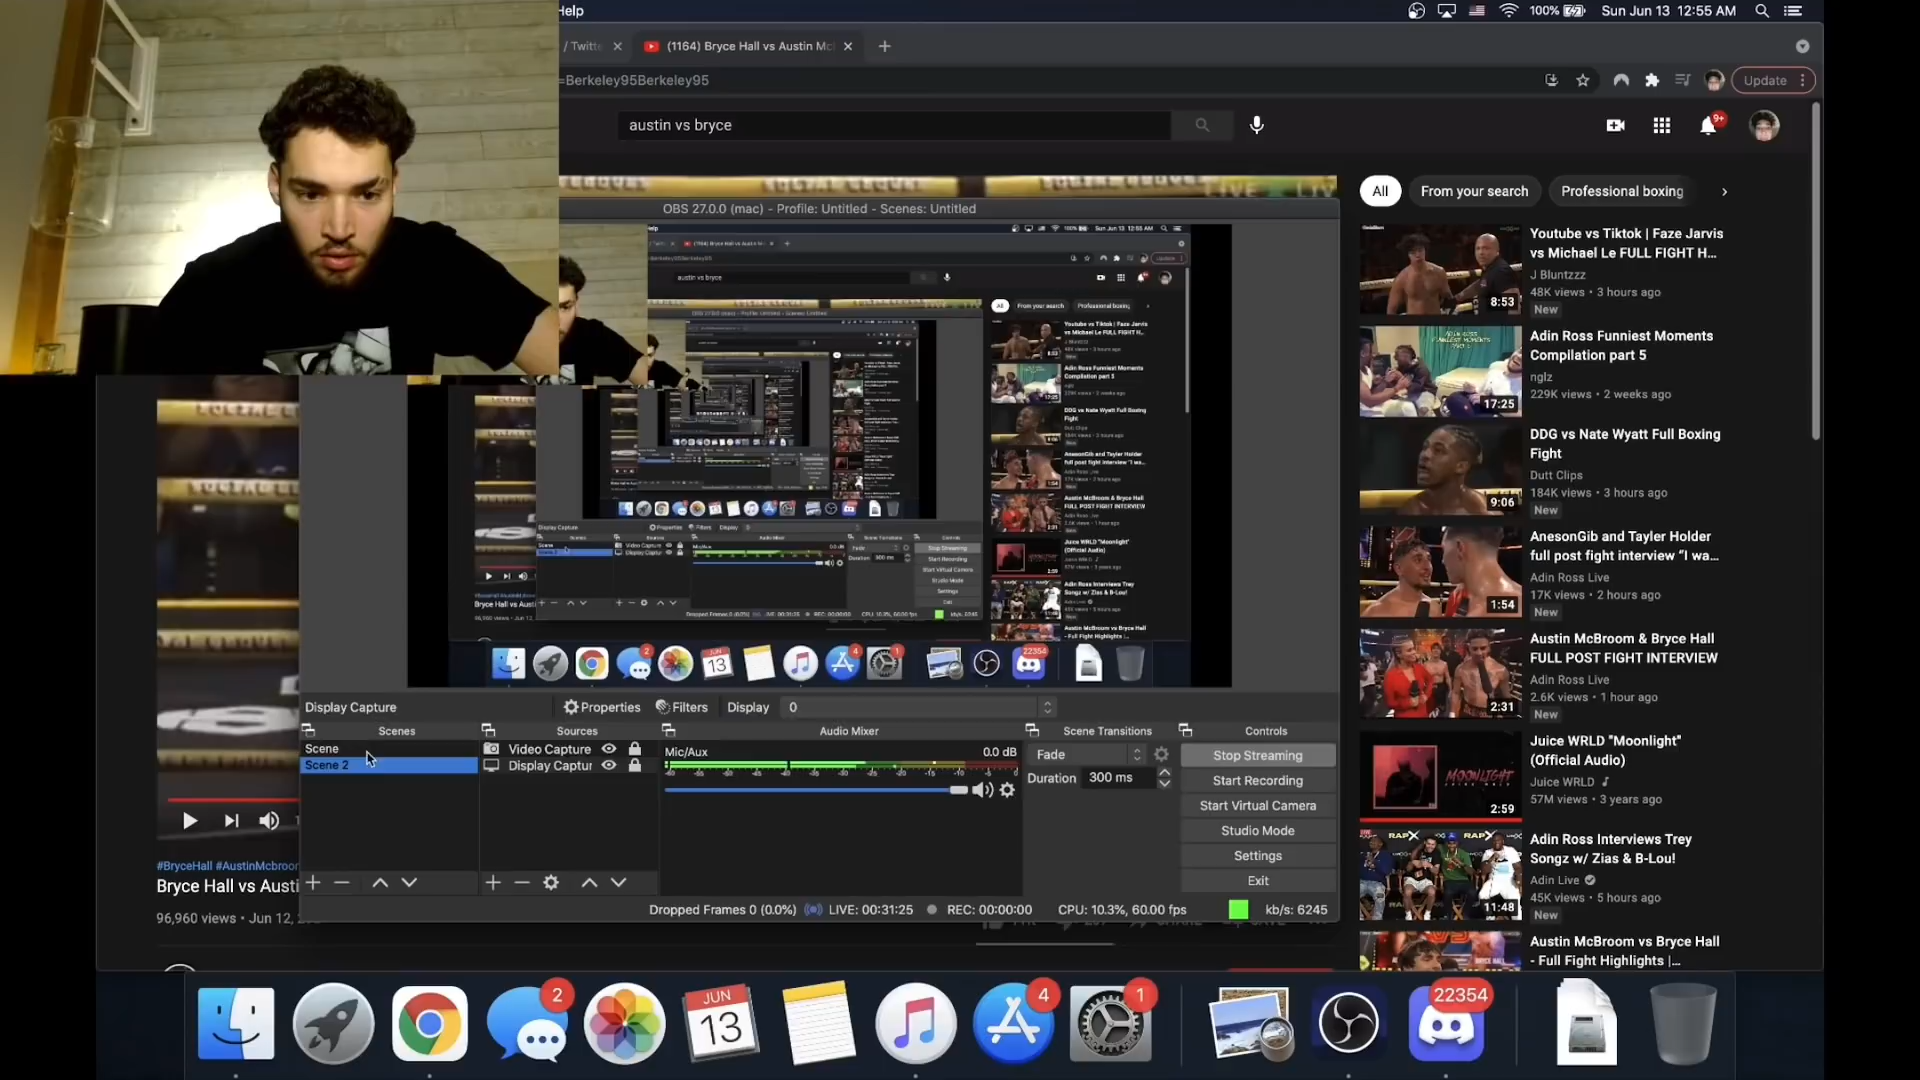 Help
100%
Sun Jun 13 12:55 AM
/ Twitt
(1164) Bryce Hall vs Austin Mc
=Berkeley95Berkeley95
Update
austin vs bryce
9+
All
From your search
Professional boxing
OBS 27.0.0 (mac) - Profile: Untitled - Scenes: Untitled
Youtube vs Tiktok | Faze Jarvis
vs Michael Le FULL FIGHT H...
J Bluntzzz
48K views • 3 hours ago
New
8:53
Adin Ross Funniest Moments
Compilation part 5
nglz
229K views • 2 weeks ago
17:25
DDG vs Nate Wyatt Full Boxing
Fight
Dutt Clips
184K views • 3 hours ago
New
9:06
AnesonGib and Tayler Holder
full post fight interview “I wa...
Adin Ross Live
17K views • 2 hours ago
New
1:54
Austin McBroom & Bryce Hall
FULL POST FIGHT INTERVIEW
Adin Ross Live
2.6K views • 1 hour ago
New
2:31
Juice WRLD "Moonlight"
(Official Audio)
Juice WRLD
57M views • 3 years ago
MOONLIGHT
2:59
Adin Ross Interviews Trey
Songz w/ Zias & B-Lou!
Adin Live
45K views • 5 hours ago
New
11:48
Austin McBroom vs Bryce Hall
- Full Fight Highlights |...
Display Capture
Properties
Filters
Display
0
Scenes
Sources
Audio Mixer
Scene Transitions
Controls
Scene
Scene 2
Video Capture
Display Captur
Mic/Aux
0.0 dB
Fade
Duration
300 ms
Stop Streaming
Start Recording
Start Virtual Camera
Studio Mode
Settings
Exit
Dropped Frames 0 (0.0%)
LIVE: 00:31:25
REC: 00:00:00
CPU: 10.3%, 60.00 fps
kb/s: 6245
#BryceHall #AustinMcbroo
Bryce Hall vs Austi
96,960 views • Jun 12, 2
2
JUN
13
4
1
22354